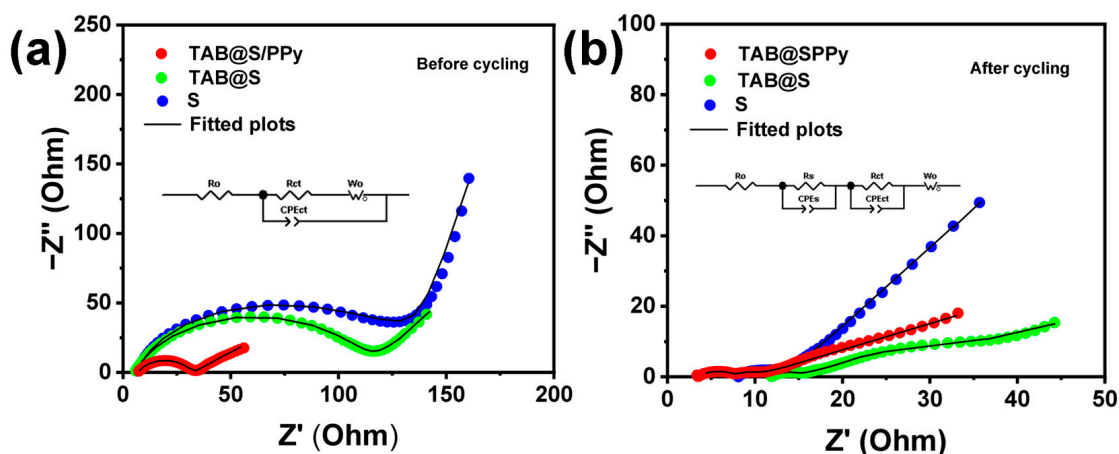 (a)
250
200
150
100
50
0
0
50
100
150
200
−Z" (Ohm)
Z' (Ohm)
TAB@S/PPy
TAB@S
S
Fitted plots
Before cycling
Ro
Rct
Wo
CPEct
(b)
100
80
60
40
20
0
0
10
20
30
40
50
−Z" (Ohm)
Z' (Ohm)
TAB@SPPy
TAB@S
S
Fitted plots
After cycling
Ro
Rs
Rct
Wo
CPEs
CPEct